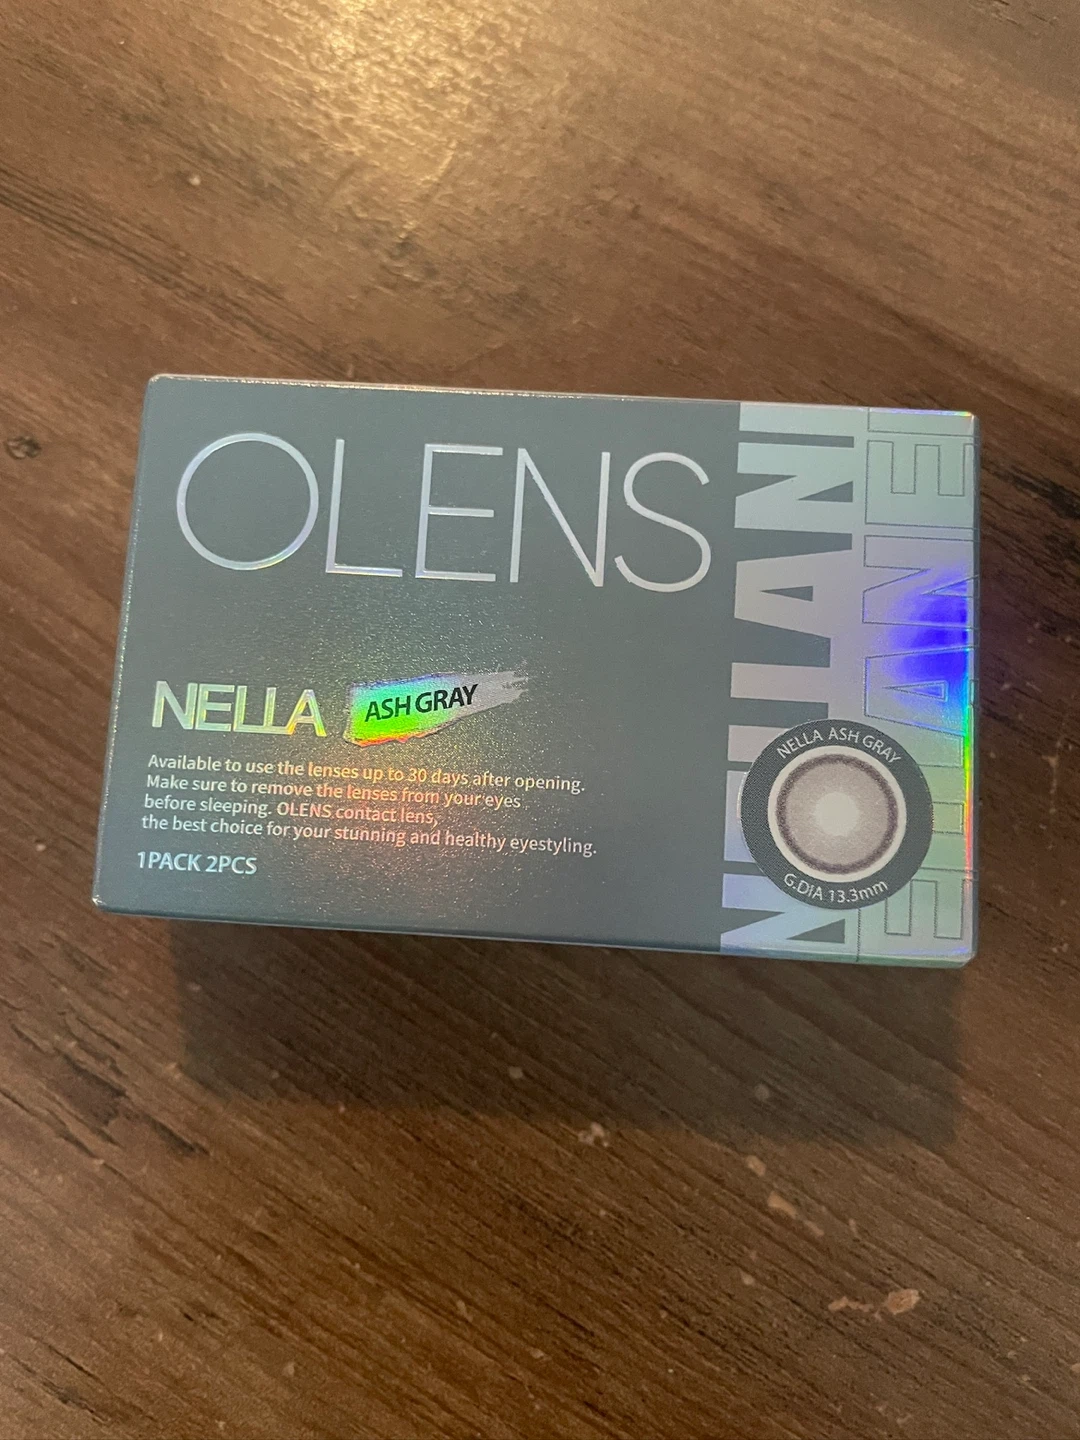 OLENS
NELLA
ASH GRAY
Available to use the lenses up to 30 days after opening.
Make sure to remove the lenses from your eyes
before sleeping. OLENS contact lens,
the best choice for your stunning and healthy eyestyling.
1PACK 2PCS
NELLA ASH GRAY
G.DIA 13.3mm